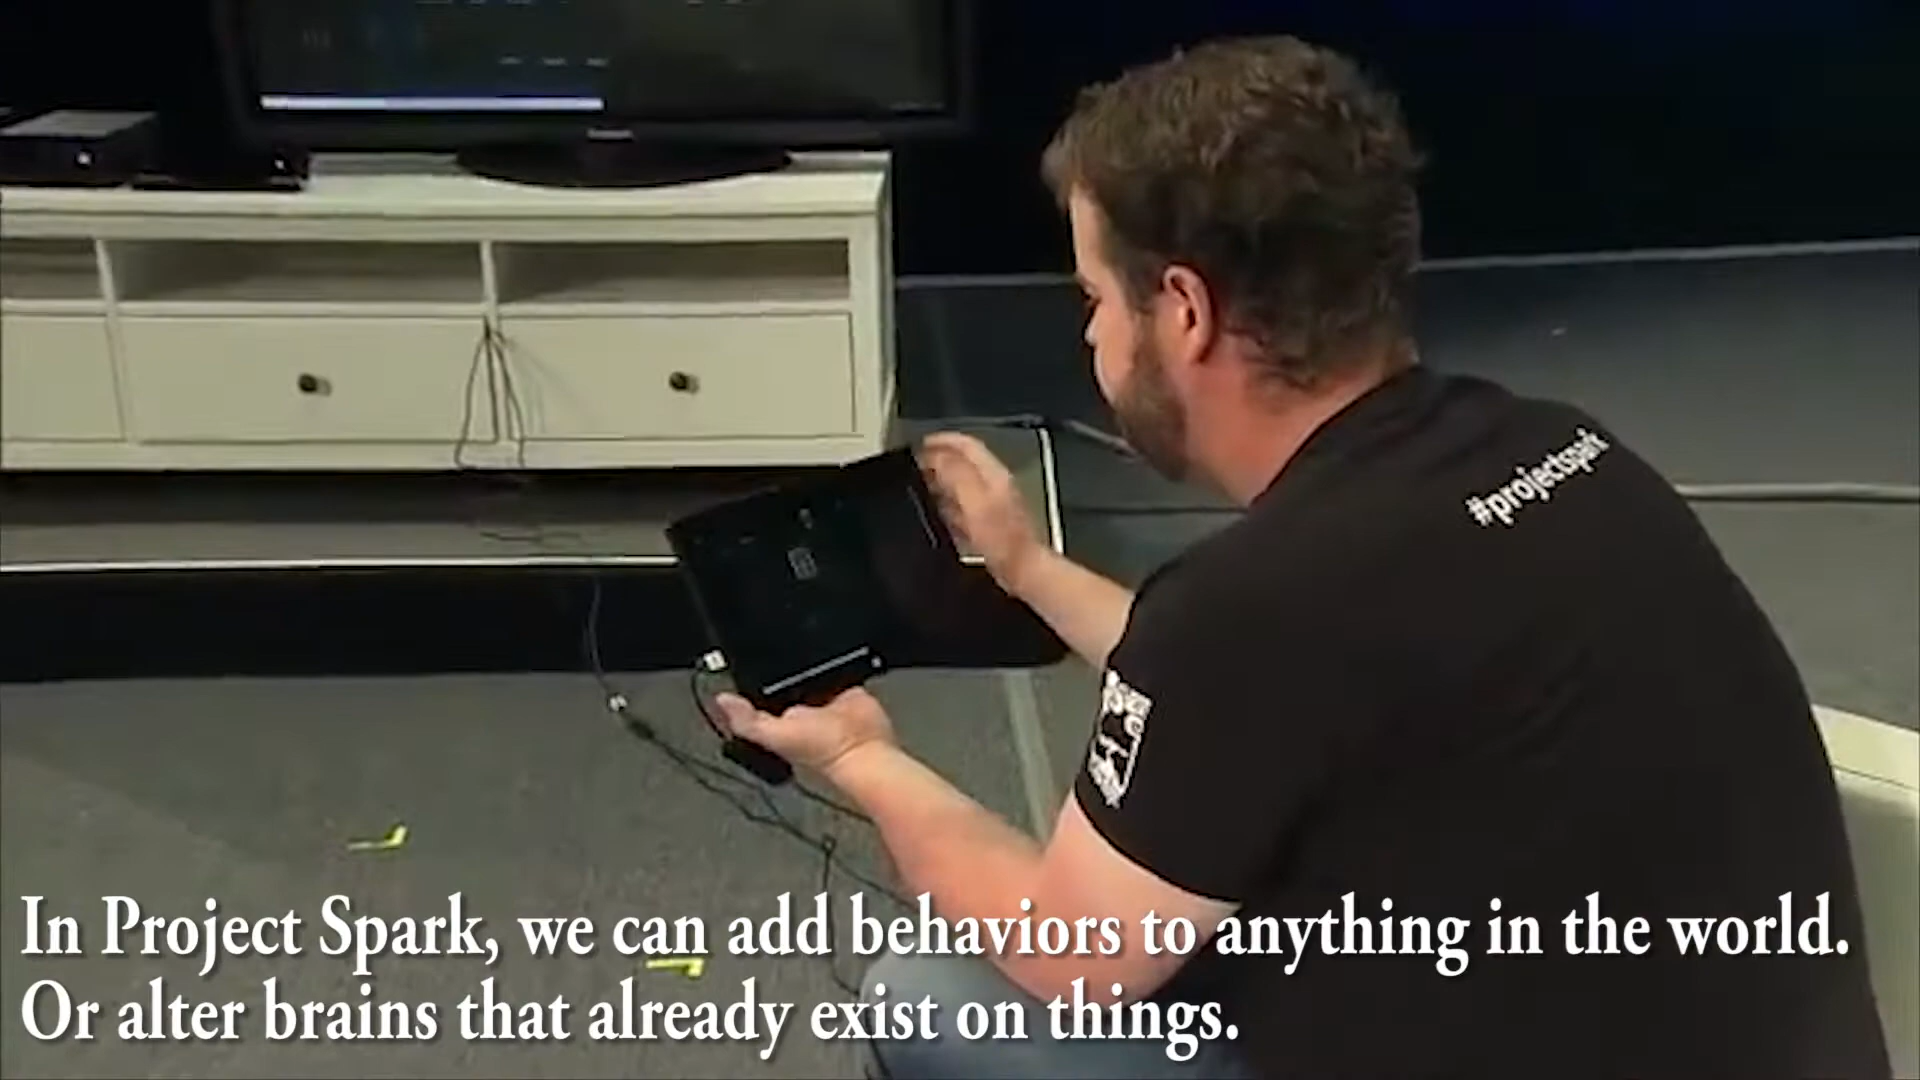 #projectspark
In Project Spark, we can add behaviors to anything in the world.
Or alter brains that already exist on things.